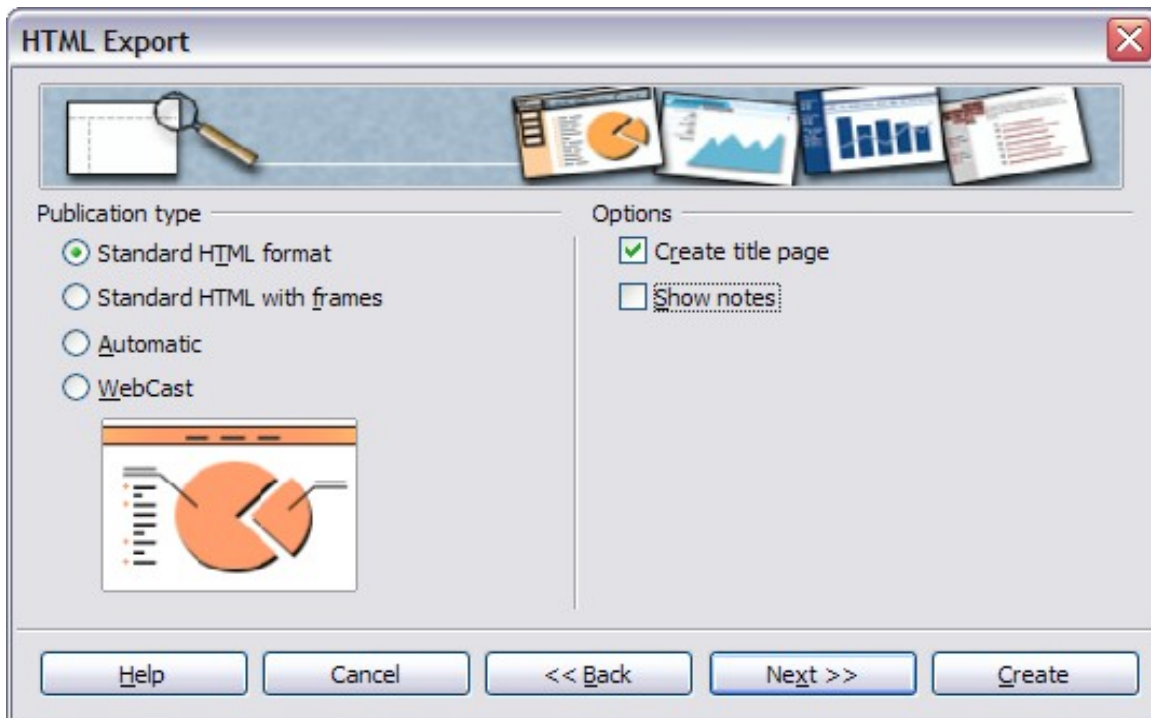 HTML Export
Publication type
Standard HTML format
Standard HTML with frames
Automatic
WebCast
Options
Create title page
Show notes
Help
Cancel
<< Back
Next >>
Create